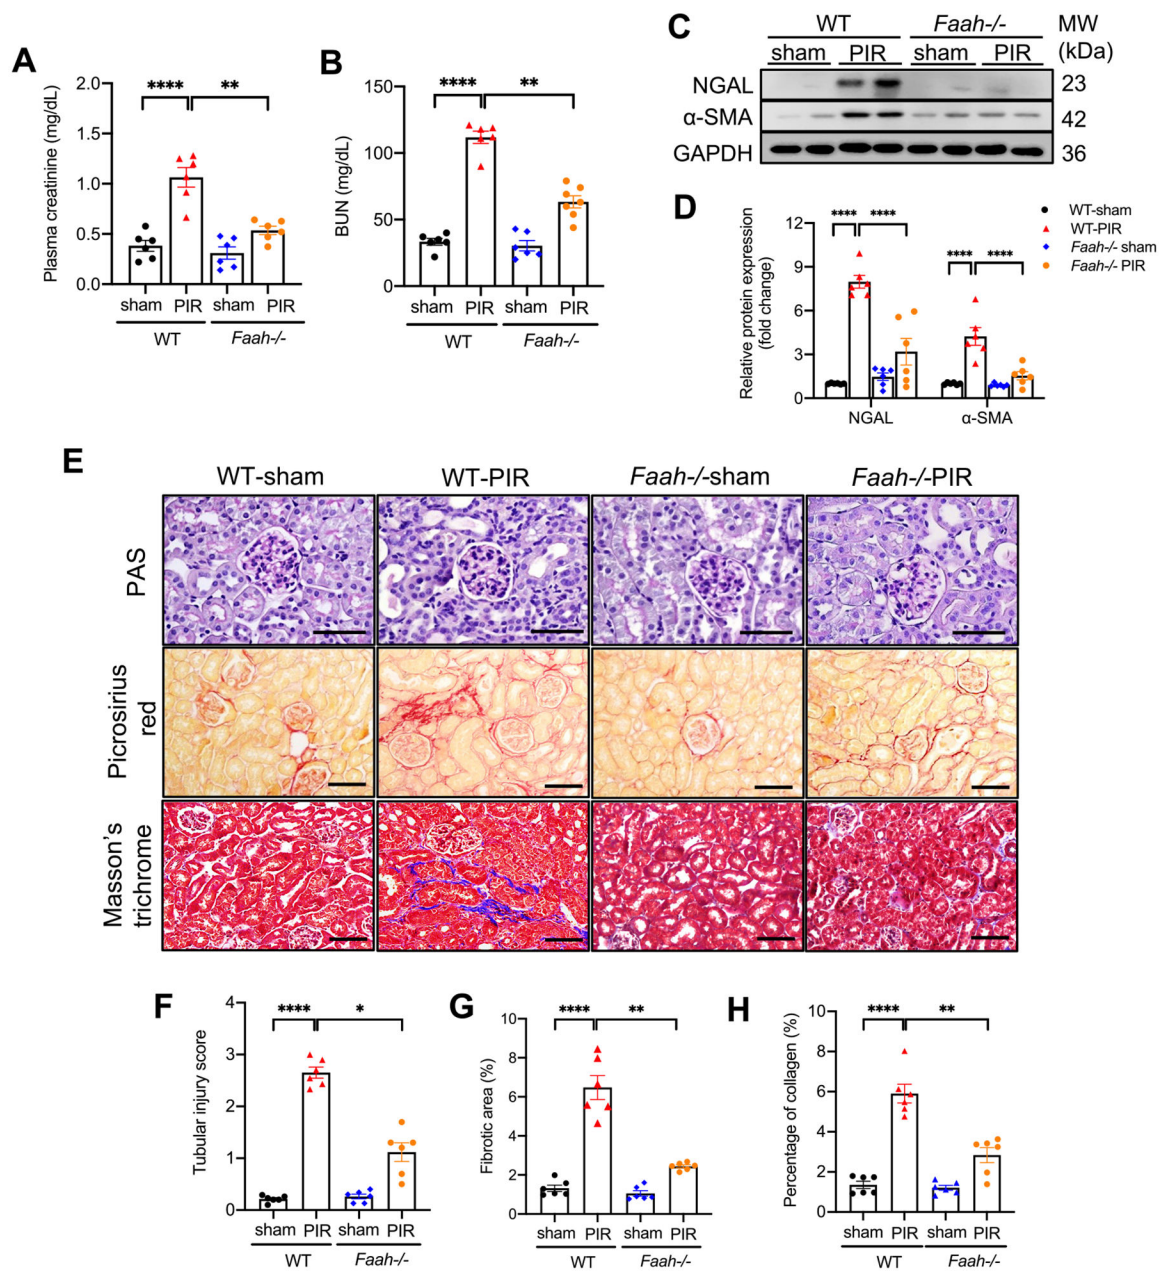 A
Plasma creatinine (mg/dL)
2.0
1.5
1.0
0.5
0.0
****
**
sham PIR sham PIR
WT
Faah-/-
B
BUN (mg/dL)
150
100
50
0
****
**
sham PIR sham PIR
WT
Faah-/-
C
WT
Faah-/-
MW
(kDa)
sham PIR sham PIR
NGAL
23
α-SMA
42
GAPDH
36
D
Relative protein expression
(fold change)
12
9
6
3
0
**** ****
**** ****
NGAL
α-SMA
WT-sham
WT-PIR
Faah-/- sham
Faah-/- PIR
E
WT-sham
WT-PIR
Faah-/-sham
Faah-/-PIR
PAS
Picrosirius
red
Masson's
trichrome
F
Tubular injury score
4
3
2
1
0
****
*
sham PIR sham PIR
WT
Faah-/-
G
Fibrotic area (%)
10
8
6
4
2
0
****
**
sham PIR sham PIR
WT
Faah-/-
H
Percentage of collagen (%)
10
8
6
4
2
0
****
**
sham PIR sham PIR
WT
Faah-/-